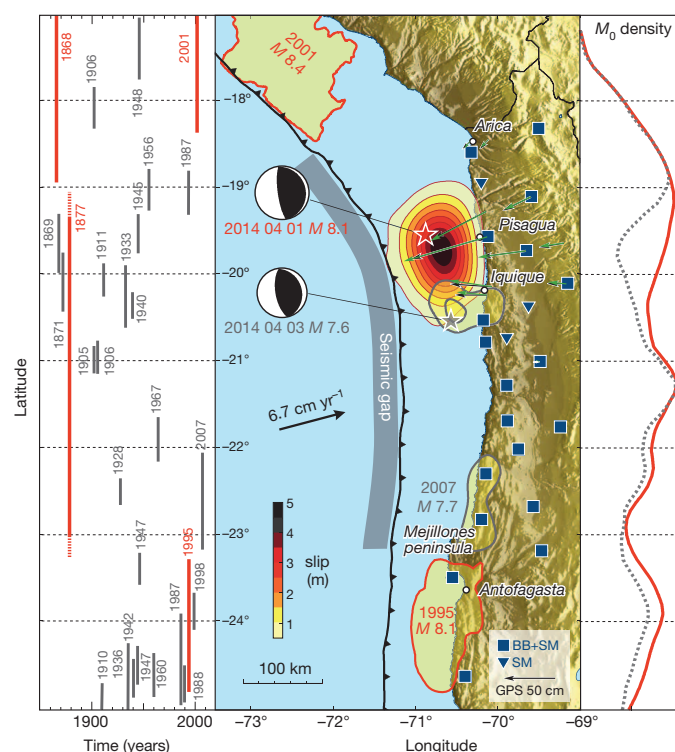 1868
1906
1948
2001
1956
1987
1945
1869
1877
1911
1933
1940
1871
1905
1906
1967
1928
2007
1947
1995
1998
1987
1942
1936
1910
1947
1960
1988
Latitude
1900
2000
Time (years)
–18°
–19°
–20°
–21°
–22°
–23°
–24°
2001
M 8.4
Arica
2014 04 01 M 8.1
Pisagua
Iquique
2014 04 03 M 7.6
Seismic gap
6.7 cm yr⁻¹
2007
M 7.7
Mejillones
peninsula
5
4
3
2
1
slip
(m)
1995
M 8.1
Antofagasta
100 km
BB+SM
SM
GPS 50 cm
–73°
–72°
–71°
–70°
–69°
Longitude
M₀ density